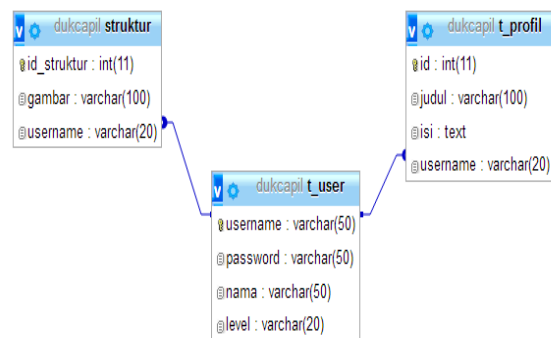 dukcapil struktur
id_struktur : int(11)
gambar : varchar(100)
username : varchar(20)
dukcapil t_profil
id : int(11)
judul : varchar(100)
isi : text
username : varchar(20)
dukcapil t_user
username : varchar(50)
password : varchar(50)
nama : varchar(50)
level : varchar(20)